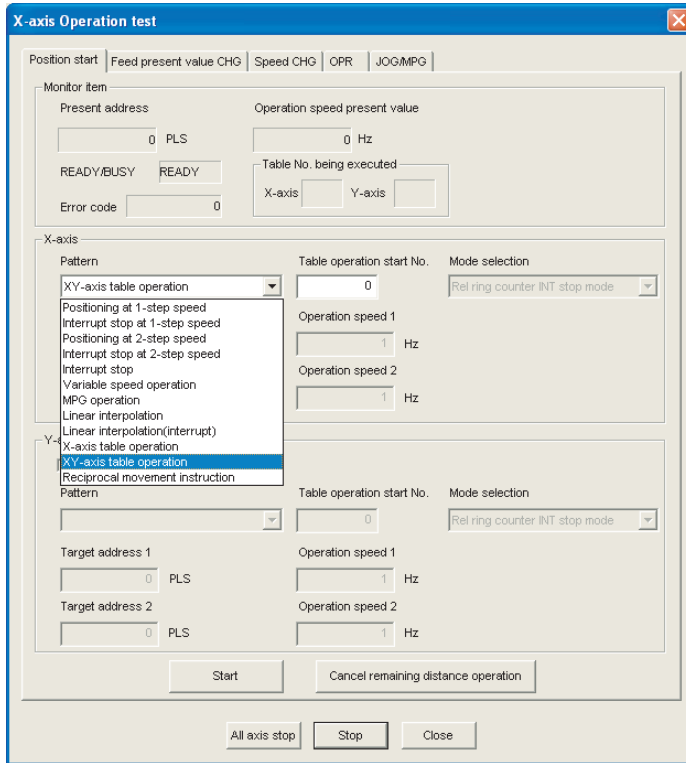 X-axis Operation test
Position start Feed present value CHG Speed CHG OPR JOG/MPG
Monitor item
Present address Operation speed present value
0 PLS 0 Hz
READY/BUSY READY Table No. being executed
X-axis Y-axis
Error code 0
X-axis
Pattern Table operation start No. Mode selection
XY-axis table operation 0 Rel ring counter INT stop mode
Positioning at 1-step speed
Interrupt stop at 1-step speed Operation speed 1
Positioning at 2-step speed
Interrupt stop at 2-step speed 1 Hz
Interrupt stop Operation speed 2
Variable speed operation
MPG operation 1 Hz
Linear interpolation
Linear interpolation(interrupt)
X-axis table operation
XY-axis table operation
Reciprocal movement instruction
Pattern Table operation start No. Mode selection
0 Rel ring counter INT stop mode
Target address 1 Operation speed 1
0 PLS 1 Hz
Target address 2 Operation speed 2
0 PLS 1 Hz
Start Cancel remaining distance operation
All axis stop Stop Close